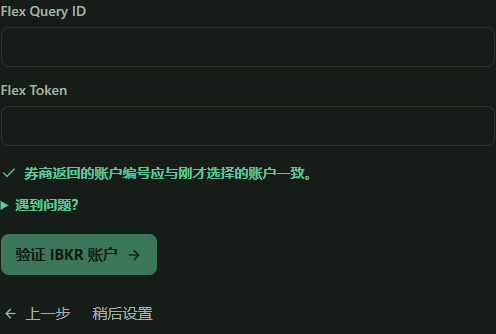 Flex Query ID
Flex Token
券商返回的账户编号应与刚才选择的账户一致。
遇到问题?
验证 IBKR 账户 →
← 上一步 稍后设置